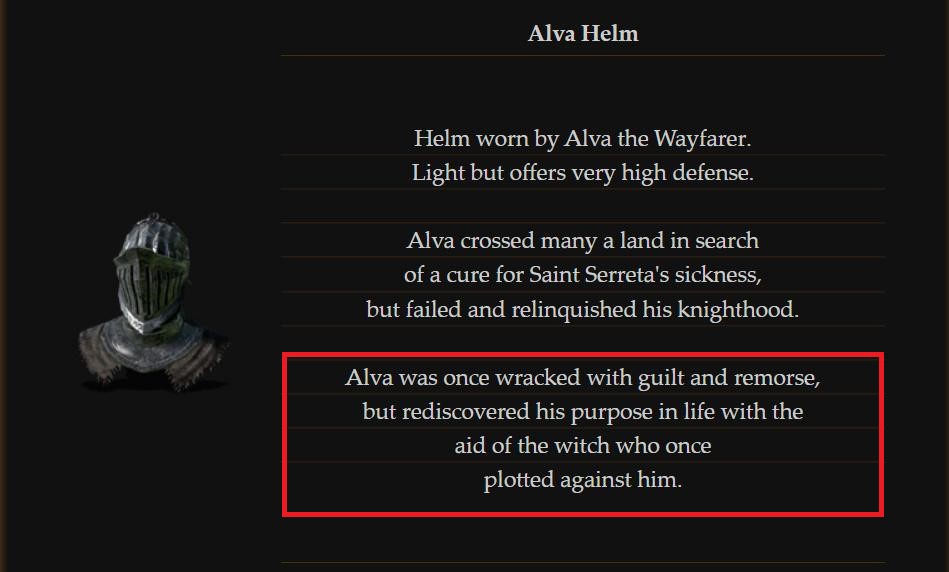 Alva Helm
Helm worn by Alva the Wayfarer.
Light but offers very high defense.
Alva crossed many a land in search
of a cure for Saint Serreta's sickness,
but failed and relinquished his knighthood.
Alva was once wracked with guilt and remorse,
but rediscovered his purpose in life with the
aid of the witch who once
plotted against him.